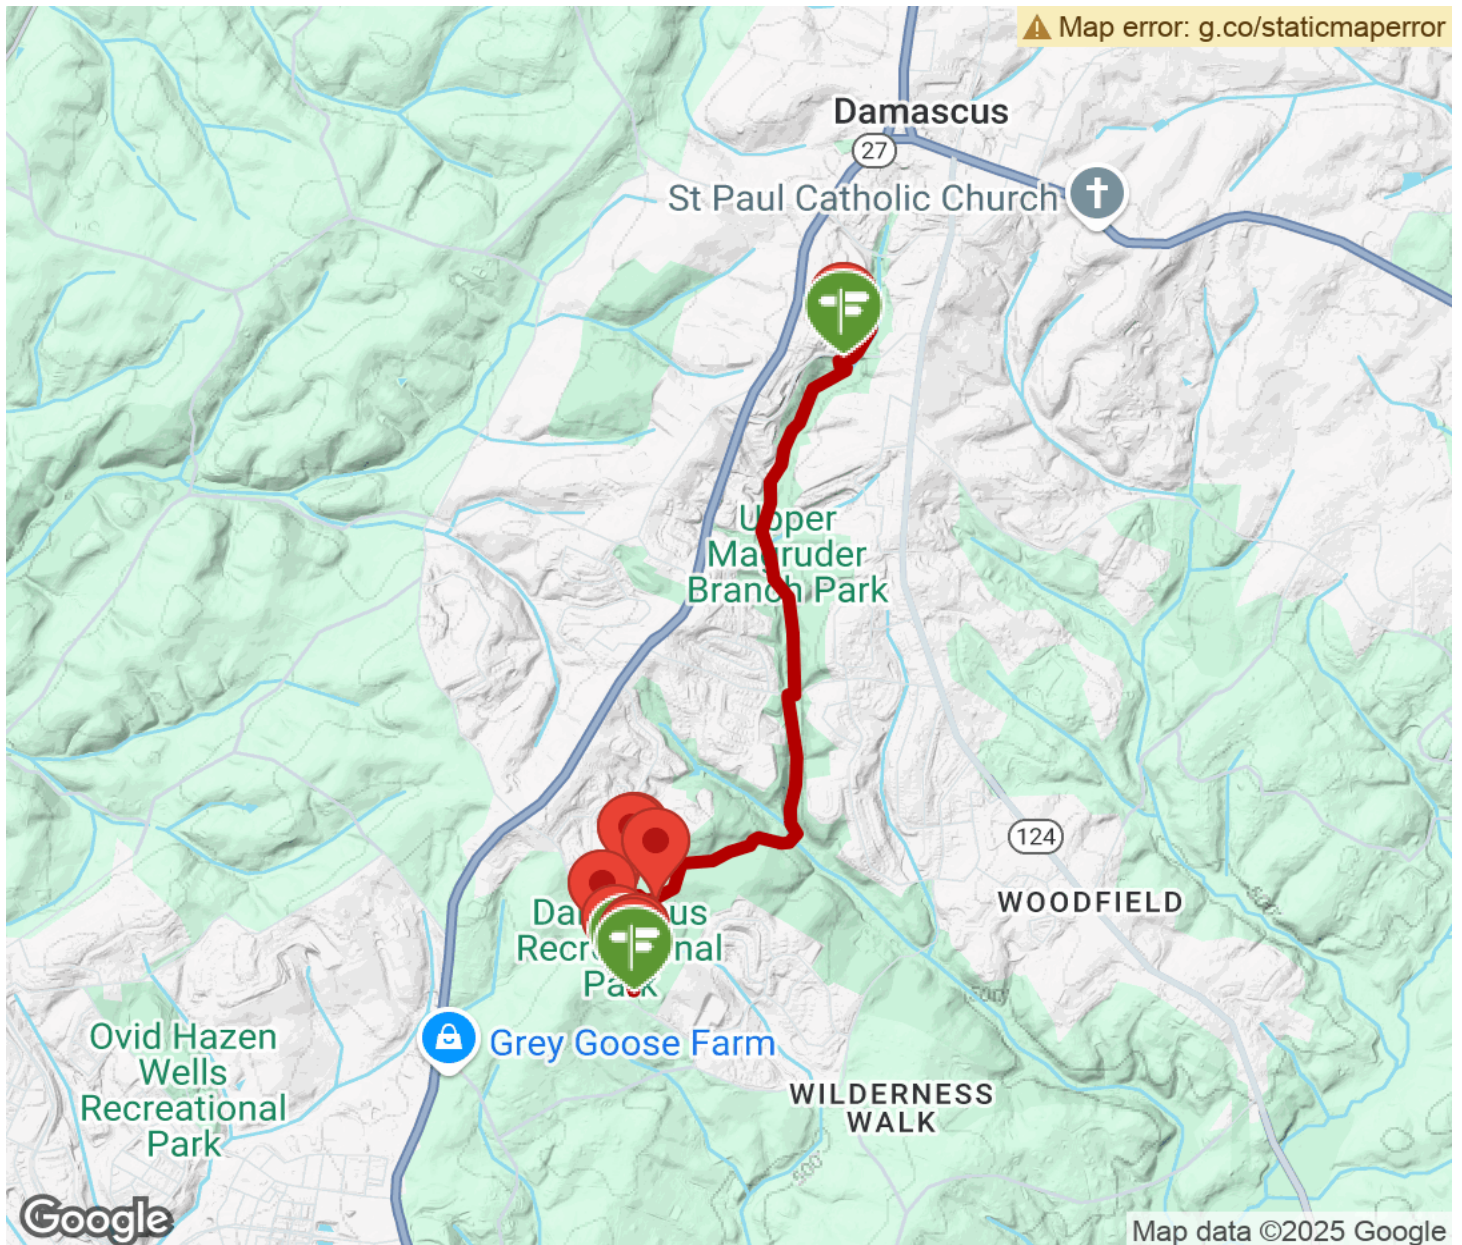 Map error: g.co/staticmaperror
Damascus
27
St Paul Catholic Church
Upper
Magruder
Branch Park
124
WOODFIELD
Damascus
Recreational
Park
Ovid Hazen
Wells
Recreational
Park
Grey Goose Farm
WILDERNESS
WALK
Google
Map data ©2025 Google